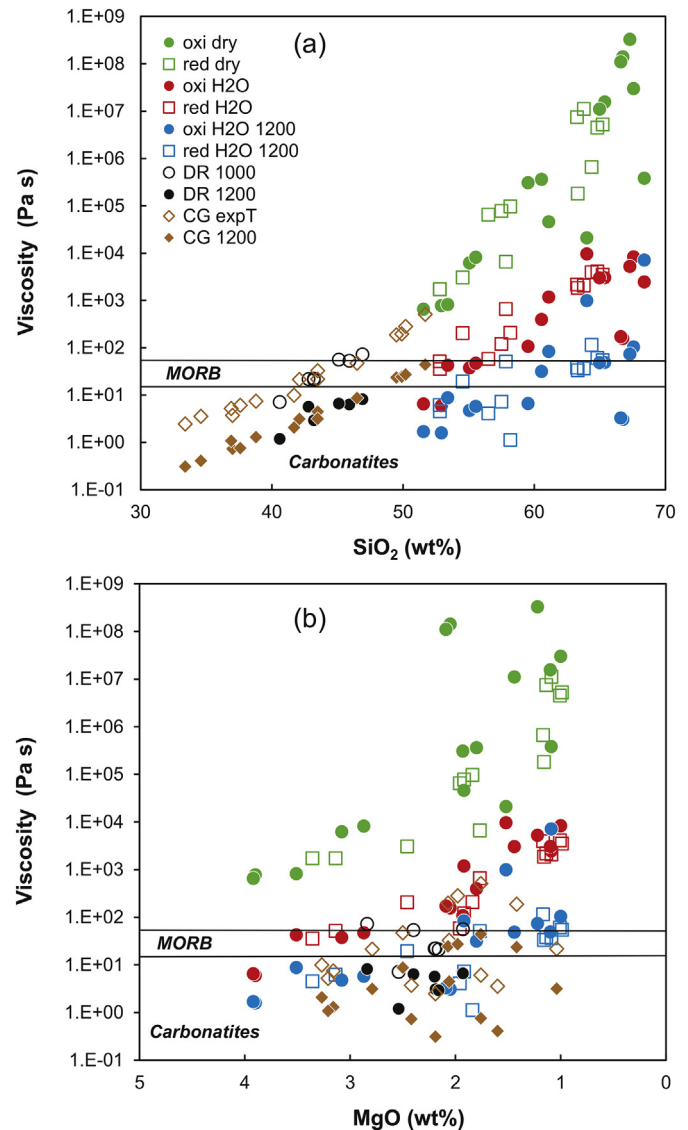 (a)
1.E+09
1.E+08
1.E+07
1.E+06
1.E+05
1.E+04
1.E+03
1.E+02
1.E+01
1.E+00
1.E-01
Viscosity (Pa s)
oxi dry
red dry
oxi H2O
red H2O
oxi H2O 1200
red H2O 1200
DR 1000
DR 1200
CG expT
CG 1200
MORB
Carbonatites
30 40 50 60 70
SiO₂ (wt%)
(b)
1.E+09
1.E+08
1.E+07
1.E+06
1.E+05
1.E+04
1.E+03
1.E+02
1.E+01
1.E+00
1.E-01
Viscosity (Pa s)
MORB
Carbonatites
5 4 3 2 1 0
MgO (wt%)